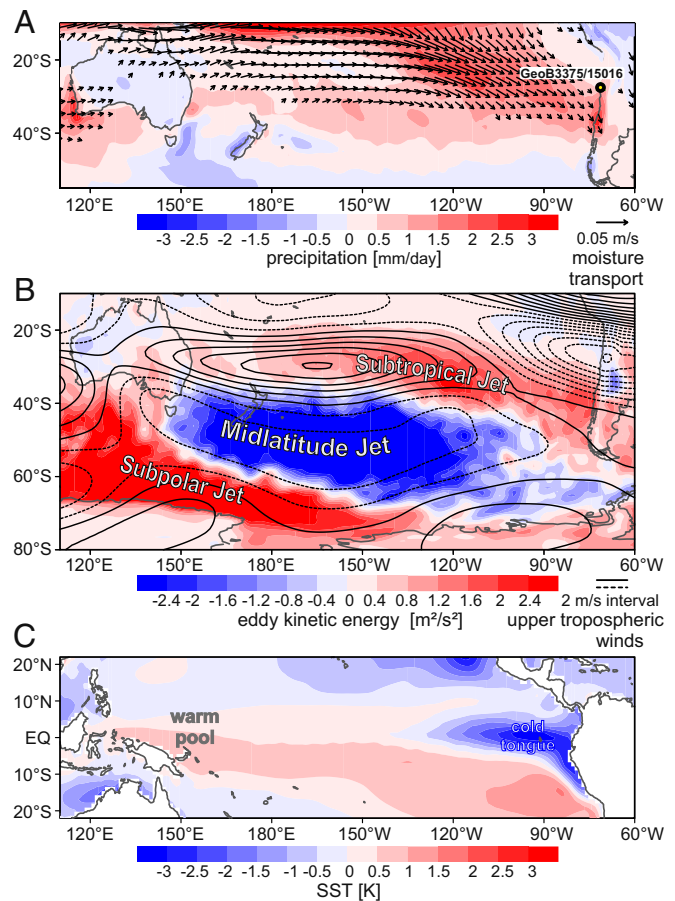 A
20°S
40°S
GeoB3375/15016
120°E 150°E 180°E 150°W 120°W 90°W 60°W
-3 -2.5 -2 -1.5 -1 -0.5 0 0.5 1 1.5 2 2.5 3
precipitation [mm/day]
0.05 m/s
moisture
transport
B
20°S
40°S
60°S
80°S
Subtropical Jet
Midlatitude Jet
Subpolar Jet
120°E 150°E 180°E 150°W 120°W 90°W 60°W
-2.4 -2 -1.6 -1.2 -0.8 -0.4 0 0.4 0.8 1.2 1.6 2 2.4
eddy kinetic energy [m²/s²]
2 m/s interval
upper tropospheric
winds
C
20°N
10°N
EQ
10°S
20°S
warm
pool
cold
tongue
120°E 150°E 180°E 150°W 120°W 90°W 60°W
-3 -2.5 -2 -1.5 -1 -0.5 0 0.5 1 1.5 2 2.5 3
SST [K]